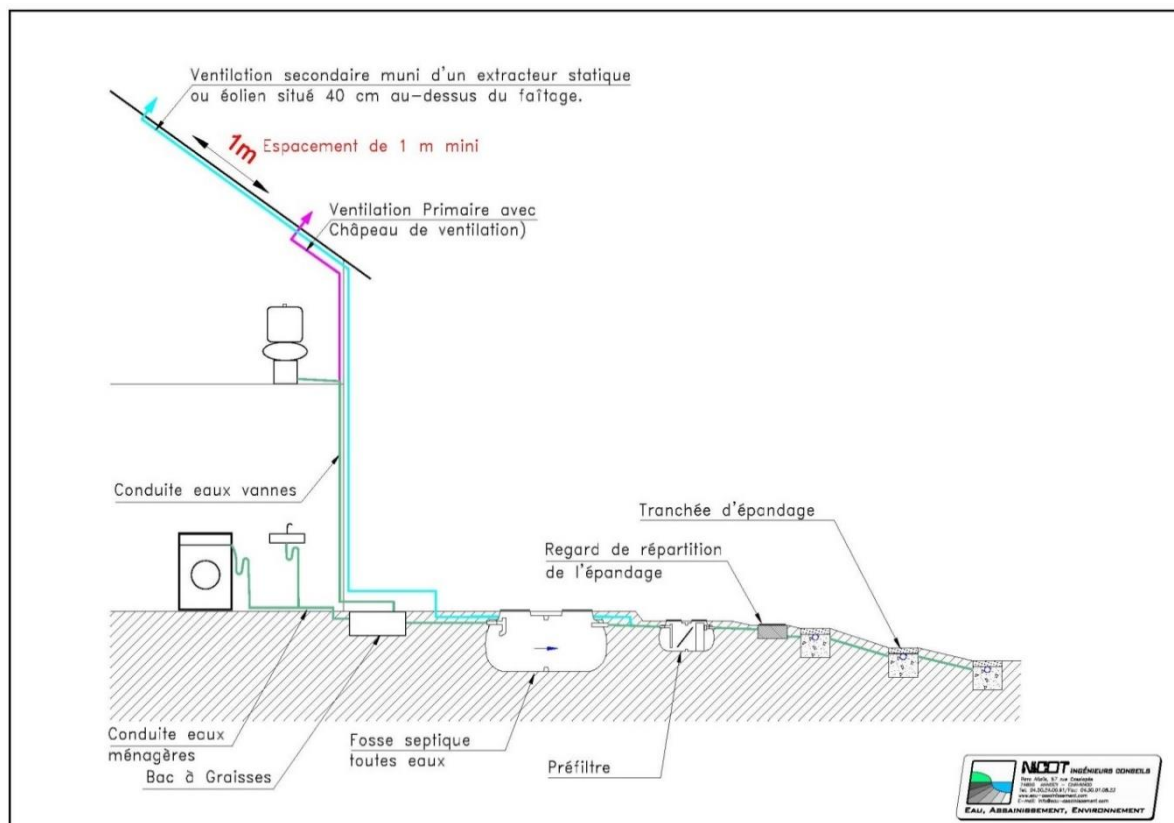 Ventilation secondaire muni d'un extracteur statique
ou éolien situé 40 cm au-dessus du faîtage.
1m Espacement de 1 m mini
Ventilation Primaire avec
Châpeau de ventilation)
Conduite eaux vannes
Tranchée d'épandage
Regard de répartition
de l'épandage
Conduite eaux
ménagères
Bac à Graisses
Fosse septique
toutes eaux
Préfiltre
NICOT INGÉNIEURS CONSEILS
EAU, ASSAINISSEMENT, ENVIRONNEMENT